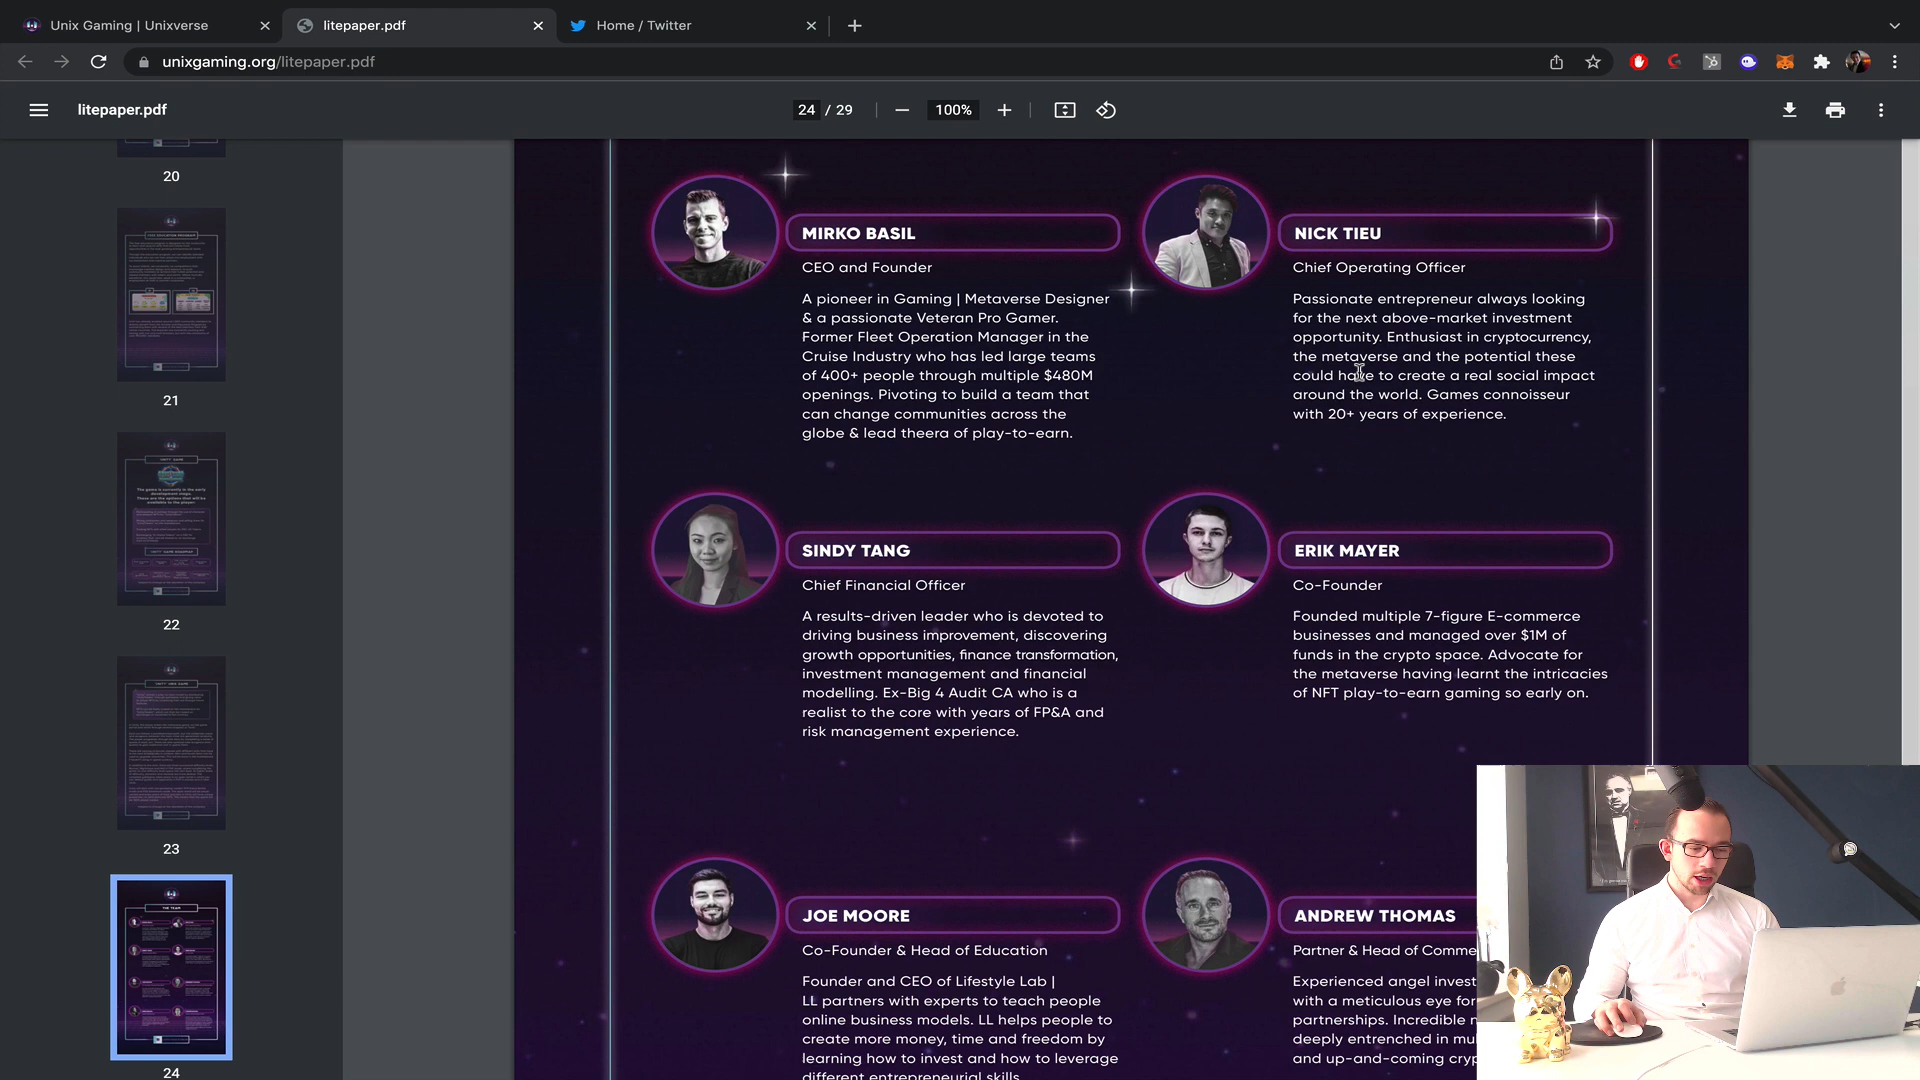 Unix Gaming | Unixverse
litepaper.pdf
Home / Twitter
unixgaming.org/litepaper.pdf
litepaper.pdf
24 / 29
100%
20
21
22
23
THE TEAM
24
MIRKO BASIL
CEO and Founder
A pioneer in Gaming | Metaverse Designer
& a passionate Veteran Pro Gamer.
Former Fleet Operation Manager in the
Cruise Industry who has led large teams
of 400+ people through multiple $480M
openings. Pivoting to build a team that
can change communities across the
globe & lead theera of play-to-earn.
NICK TIEU
Chief Operating Officer
Passionate entrepreneur always looking
for the next above-market investment
opportunity. Enthusiast in cryptocurrency,
the metaverse and the potential these
could have to create a real social impact
around the world. Games connoisseur
with 20+ years of experience.
SINDY TANG
Chief Financial Officer
A results-driven leader who is devoted to
driving business improvement, discovering
growth opportunities, finance transformation,
investment management and financial
modelling. Ex-Big 4 Audit CA who is a
realist to the core with years of FP&A and
risk management experience.
ERIK MAYER
Co-Founder
Founded multiple 7-figure E-commerce
businesses and managed over $1M of
funds in the crypto space. Advocate for
the metaverse having learnt the intricacies
of NFT play-to-earn gaming so early on.
JOE MOORE
Co-Founder & Head of Education
Founder and CEO of Lifestyle Lab |
LL partners with experts to teach people
online business models. LL helps people to
create more money, time and freedom by
learning how to invest and how to leverage
different entrepreneurial skills
ANDREW THOMAS
Partner & Head of Comme
Experienced angel invest
with a meticulous eye for
partnerships. Incredible
deeply entrenched in mul
and up-and-coming cryp